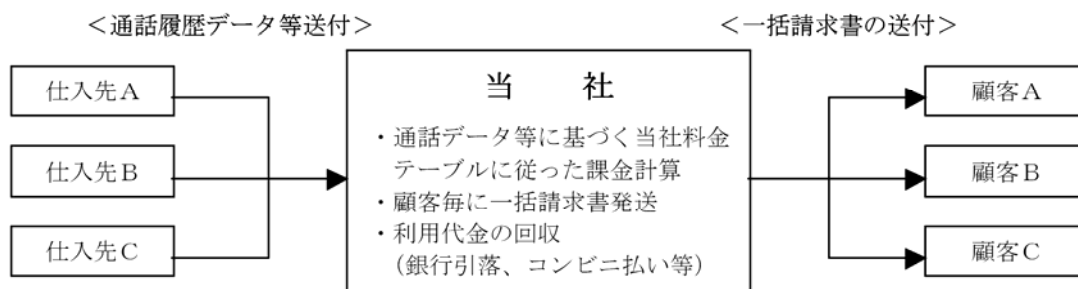 ＜通話履歴データ等送付＞
＜一括請求書の送付＞
仕入先Ａ
仕入先Ｂ
仕入先Ｃ
当　　社
・通話データ等に基づく当社料金
テーブルに従った課金計算
・顧客毎に一括請求書発送
・利用代金の回収
（銀行引落、コンビニ払い等）
顧客Ａ
顧客Ｂ
顧客Ｃ